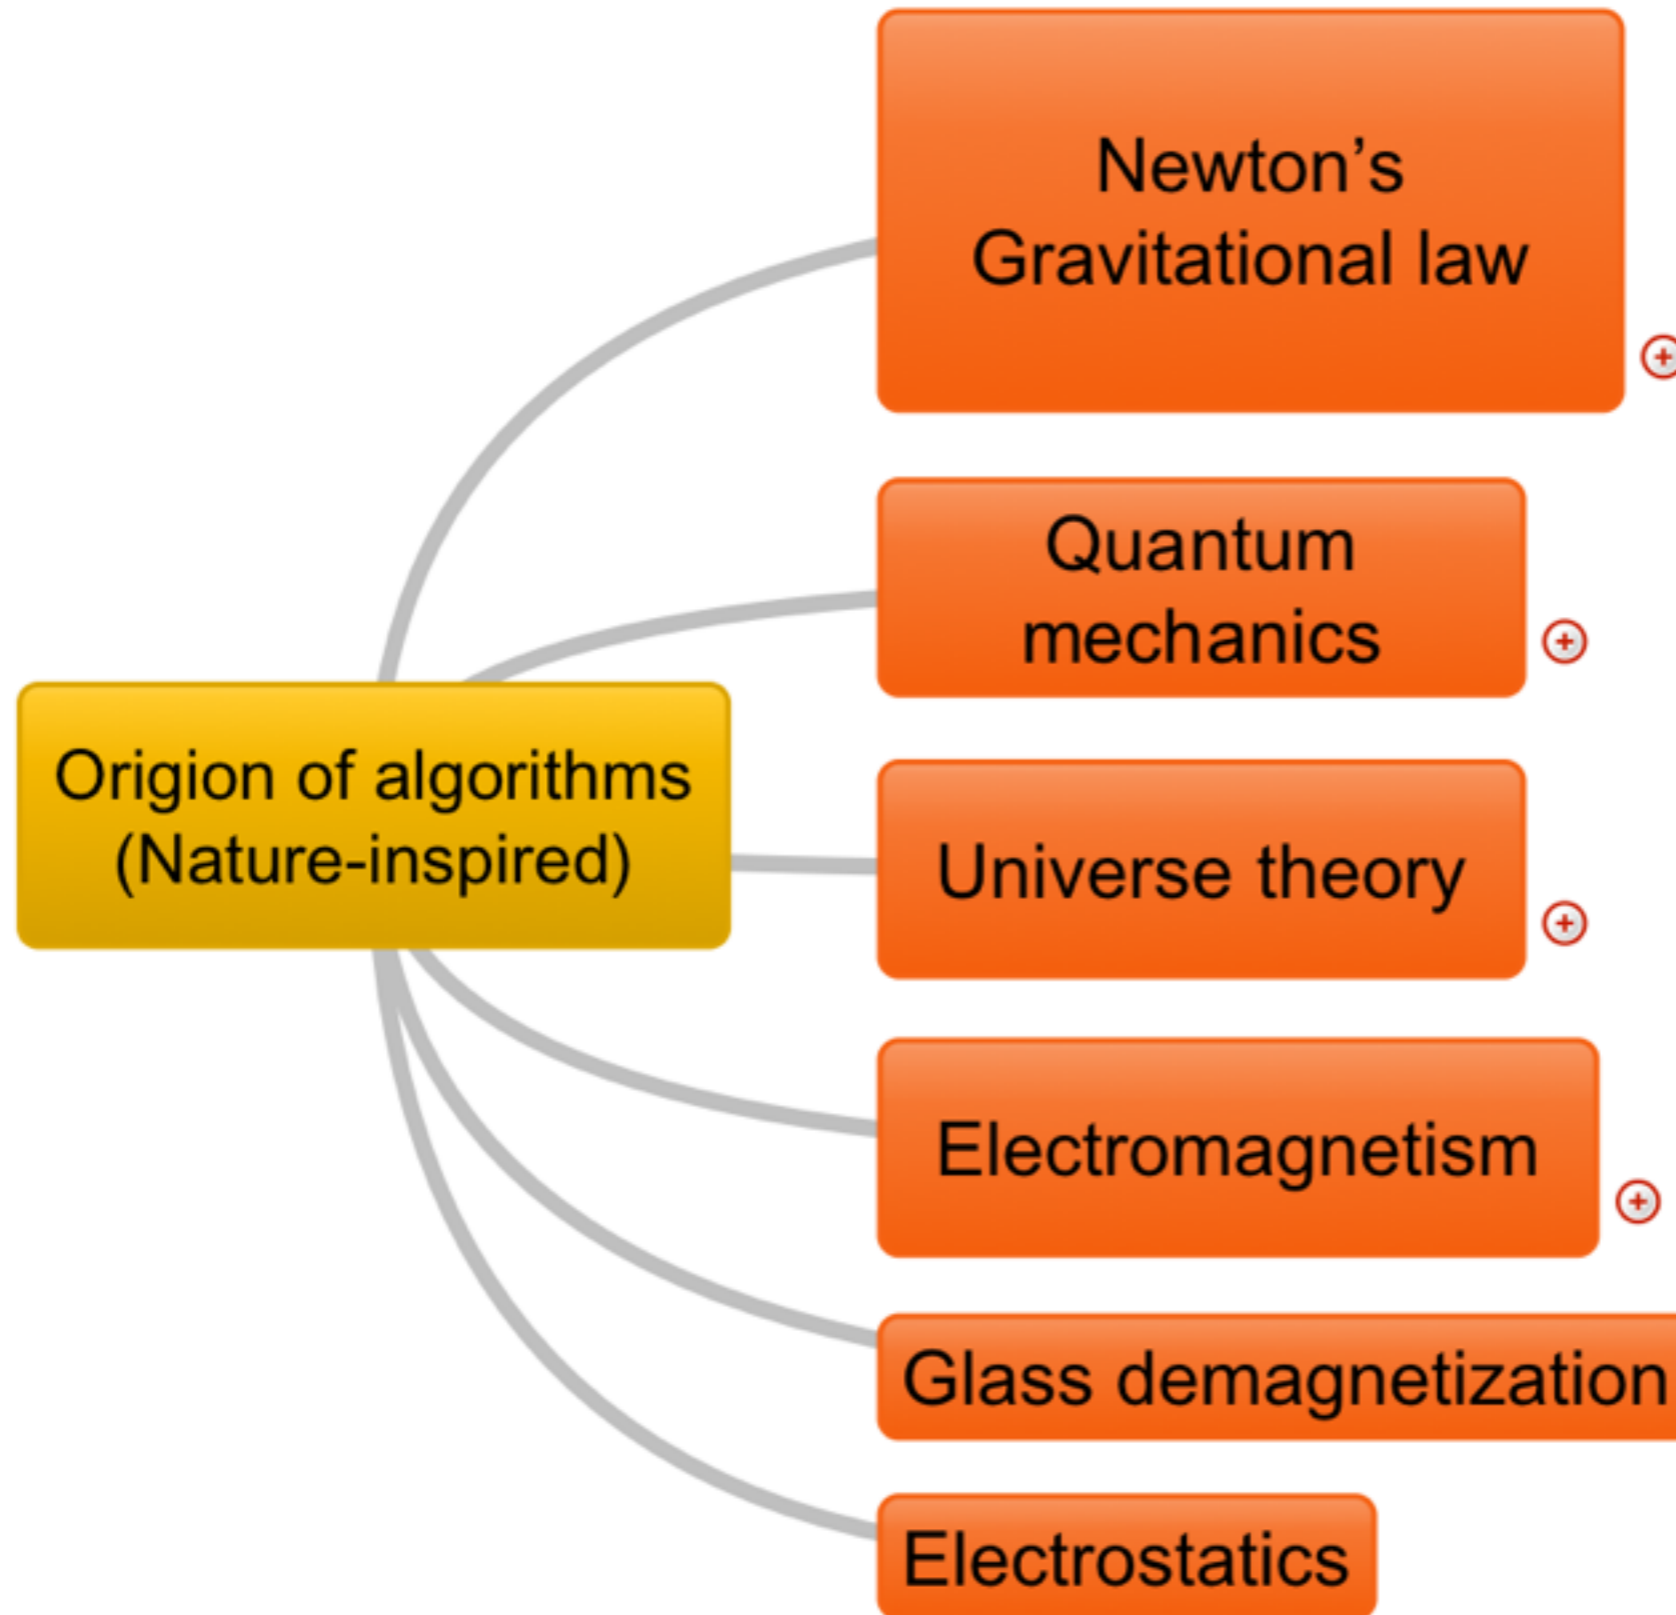 Newton’s
Gravitational law
Quantum
mechanics
Origion of algorithms
(Nature-inspired)
Universe theory
Electromagnetism
Glass demagnetization
Electrostatics